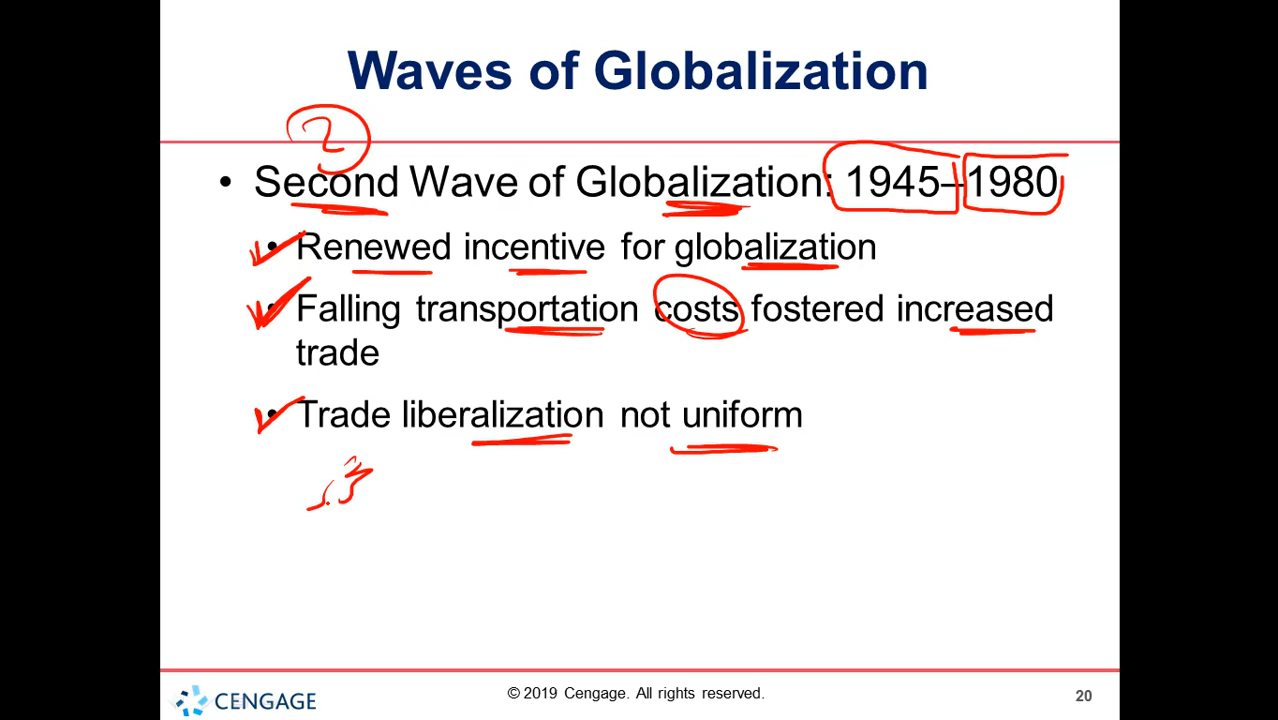 Waves of Globalization
2
• Second Wave of Globalization: 1945–1980
• Renewed incentive for globalization
• Falling transportation costs fostered increased
trade
• Trade liberalization not uniform
CENGAGE
© 2019 Cengage. All rights reserved.
20